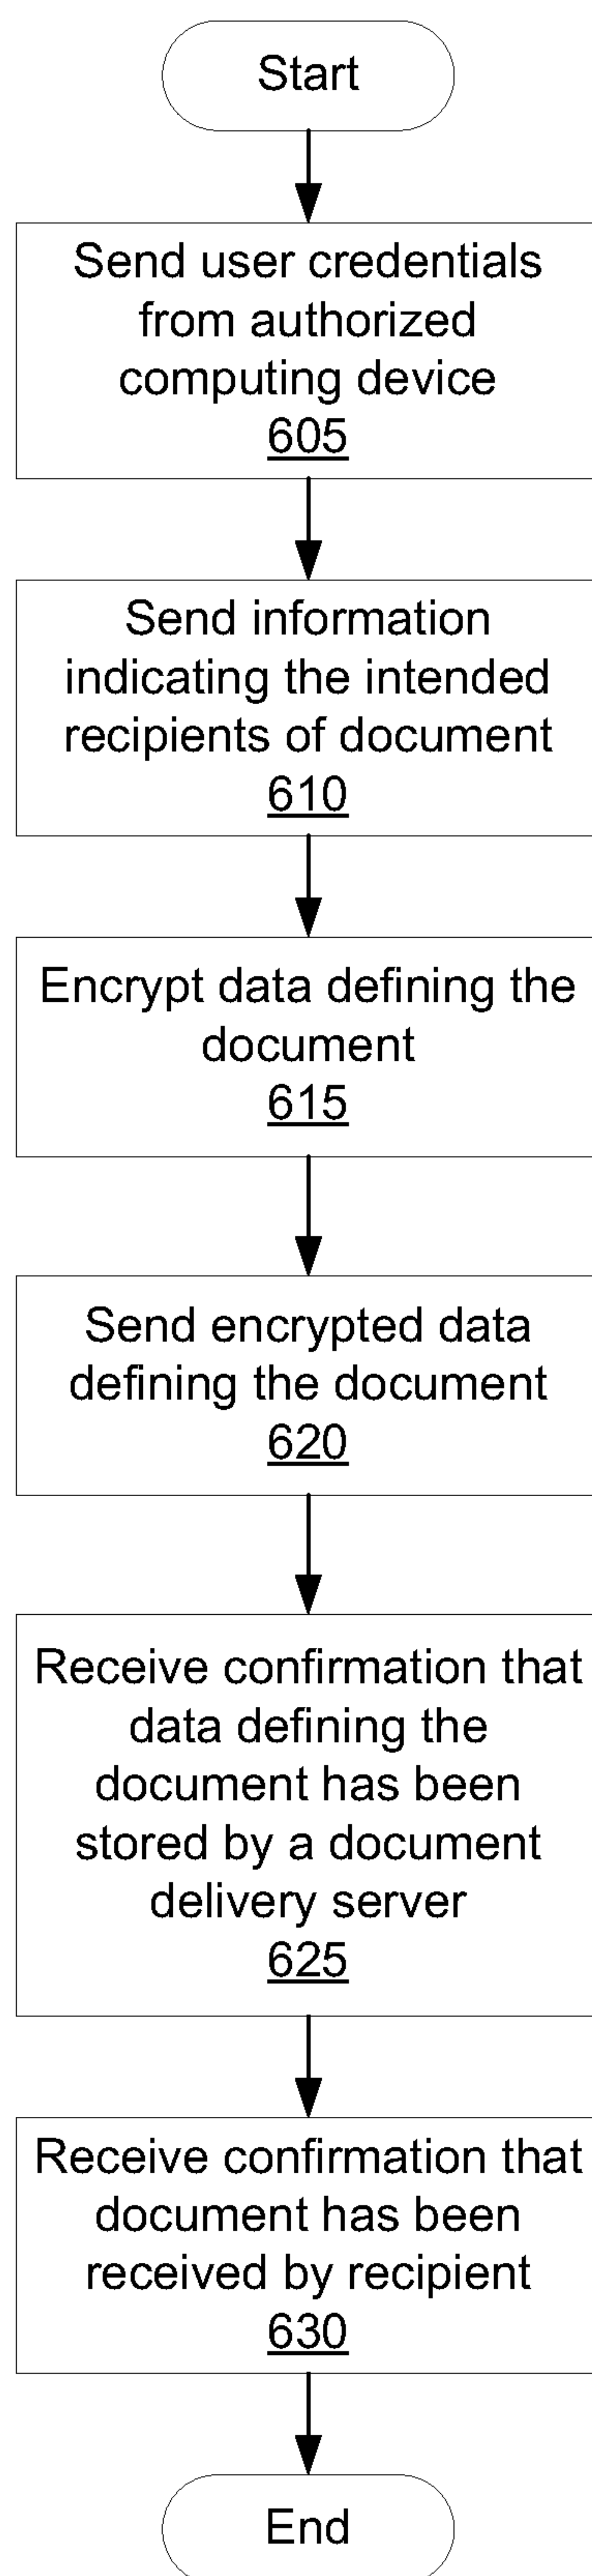 Start
Send user credentials
from authorized
computing device
605
Send information
indicating the intended
recipients of document
610
Encrypt data defining the
document
615
Send encrypted data
defining the document
620
Receive confirmation that
data defining the
document has been
stored by a document
delivery server
625
Receive confirmation that
document has been
received by recipient
630
End